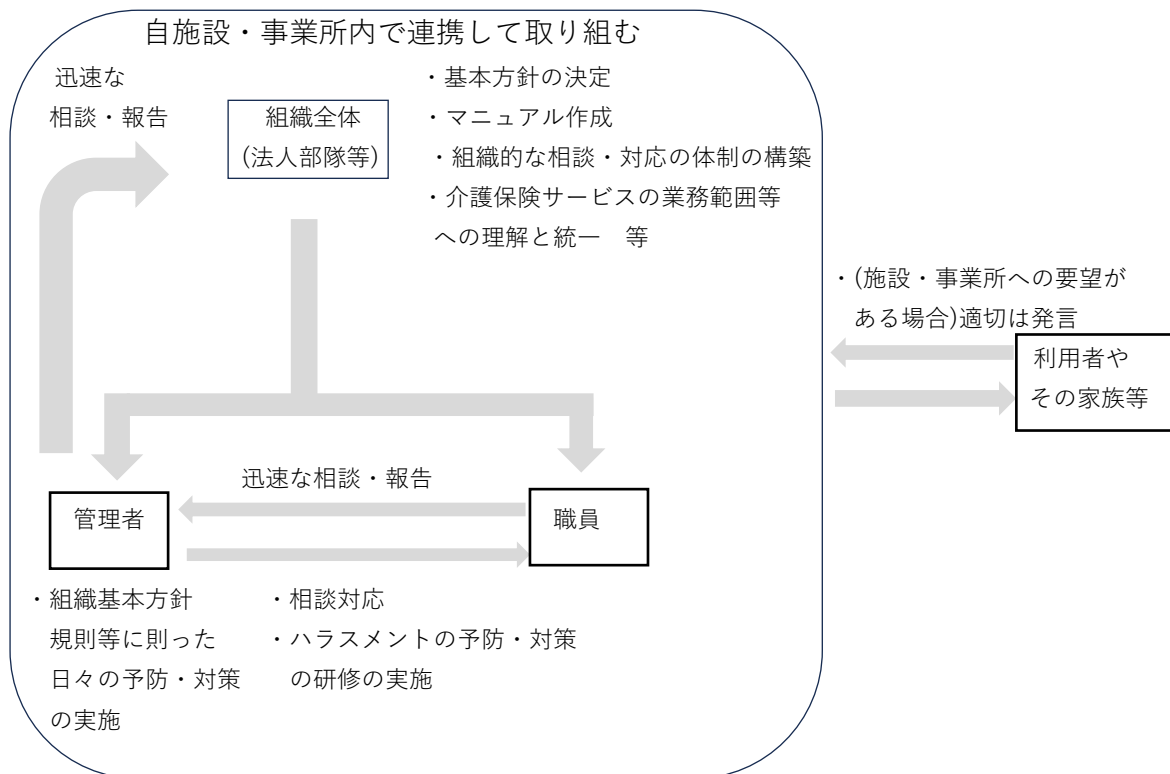 自施設・事業所内で連携して取り組む
迅速な
相談・報告
組織全体
(法人部隊等)
・基本方針の決定
・マニュアル作成
・組織的な相談・対応の体制の構築
・介護保険サービスの業務範囲等
への理解と統一　等
・(施設・事業所への要望が
ある場合)適切は発言
利用者や
その家族等
迅速な相談・報告
管理者
職員
・組織基本方針
規則等に則った
日々の予防・対策
の実施
・相談対応
・ハラスメントの予防・対策
の研修の実施